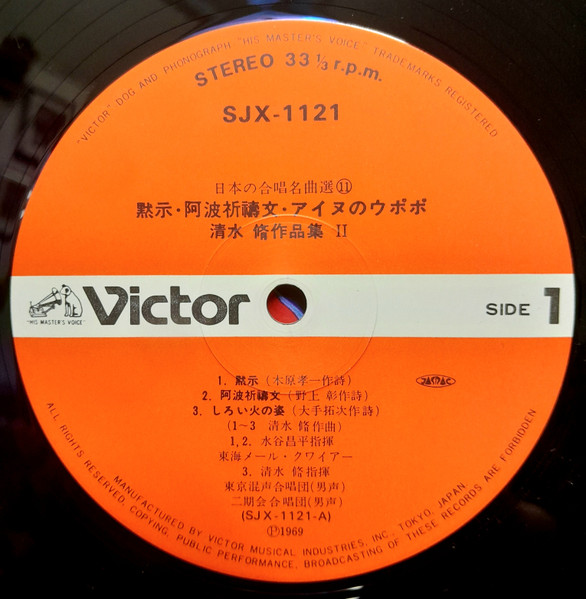 "VICTOR" DOG AND PHONOGRAPH "HIS MASTER'S VOICE" TRADEMARKS REGISTERED
STEREO 33⅓ r.p.m.
SJX-1121
日本の合唱名曲選⑪
黙示・阿波祈禱文・アイヌのウポポ
清水 脩作品集 II
"HIS MASTER'S VOICE"
Victor
SIDE 1
1. 黙示（木原孝一作詩）
2. 阿波祈禱文（野上 彰作詩）
3. しろい火の姿（大手拓次作詩）
(1~3 清水 脩作曲)
1,2. 水谷昌平指揮
東海メール・クワイアー
3. 清水 脩指揮
東京混声合唱団(男声)
二期会合唱団(男声)
(SJX-1121-A)
Ⓟ1969
MANUFACTURED BY VICTOR MUSICAL INDUSTRIES, INC., TOKYO, JAPAN
ALL RIGHTS RESERVED. COPYING, PUBLIC PERFORMANCE, BROADCASTING OF THESE RECORDS ARE FORBIDDEN